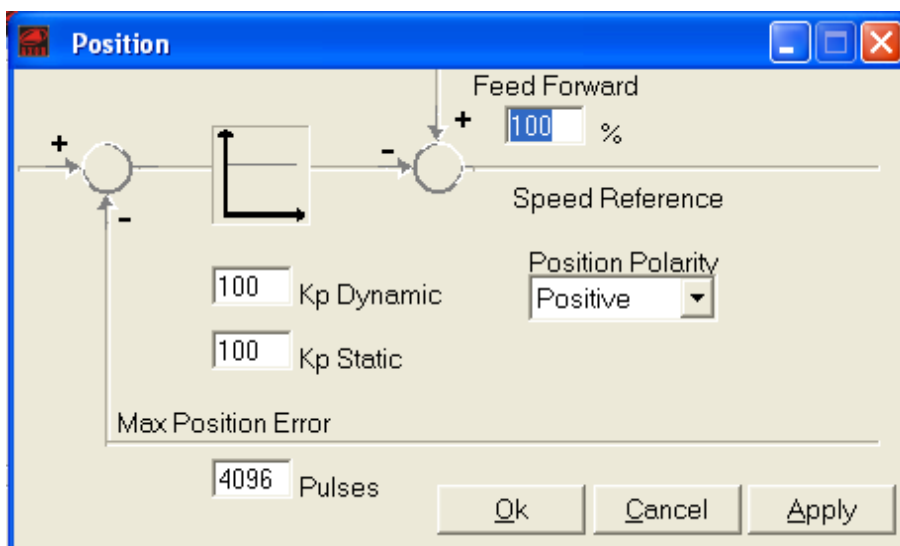 Position
Feed Forward
+
+
100 %
-
Speed Reference
-
Position Polarity
100 Kp Dynamic
Positive
100 Kp Static
Max Position Error
4096 Pulses
Ok Cancel Apply